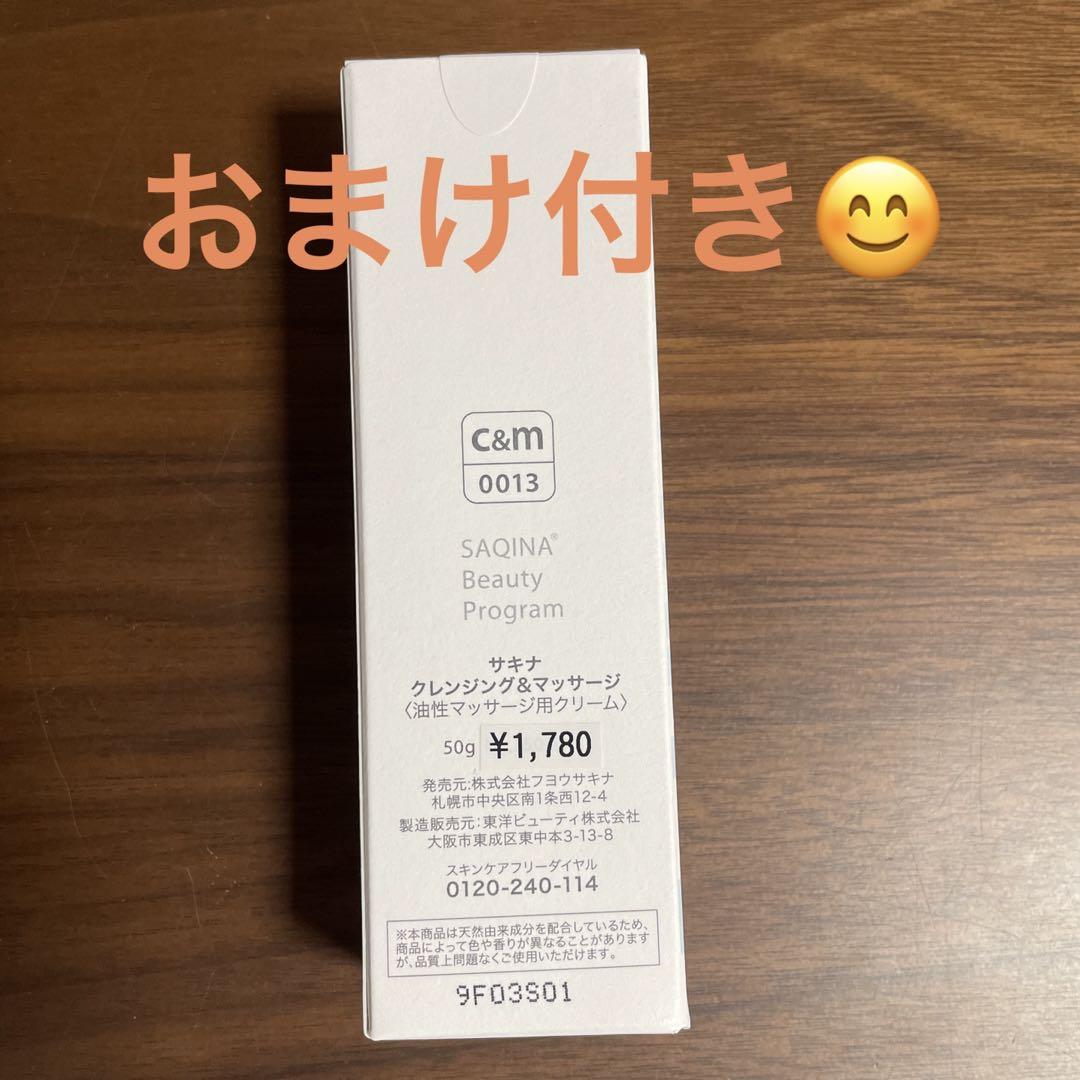 おまけ付き😊
c&m
0013
SAQINA®
Beauty
Program
サキナ
クレンジング&マッサージ
〈油性マッサージ用クリーム〉
50g ¥1,780
発売元:株式会社フヨウサキナ
札幌市中央区南1条西12-4
製造販売元:東洋ビューティ株式会社
大阪市東成区東中本3-13-8
スキンケアフリーダイヤル
0120-240-114
※本商品は天然由来成分を配合しているため、
商品によって色や香りが異なることがあります
が、品質上問題なくご使用いただけます。
9F03S01